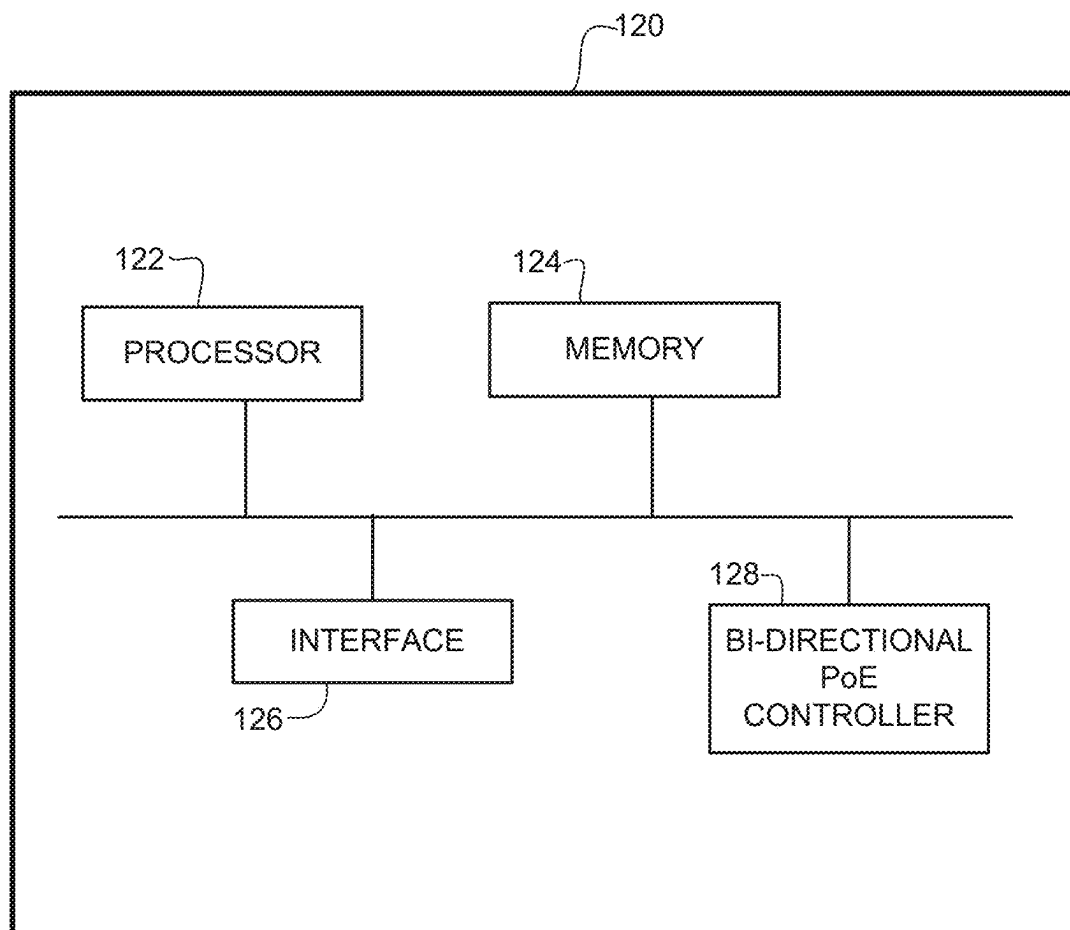 120
122
PROCESSOR
124
MEMORY
INTERFACE
126
128
BI-DIRECTIONAL
PoE
CONTROLLER